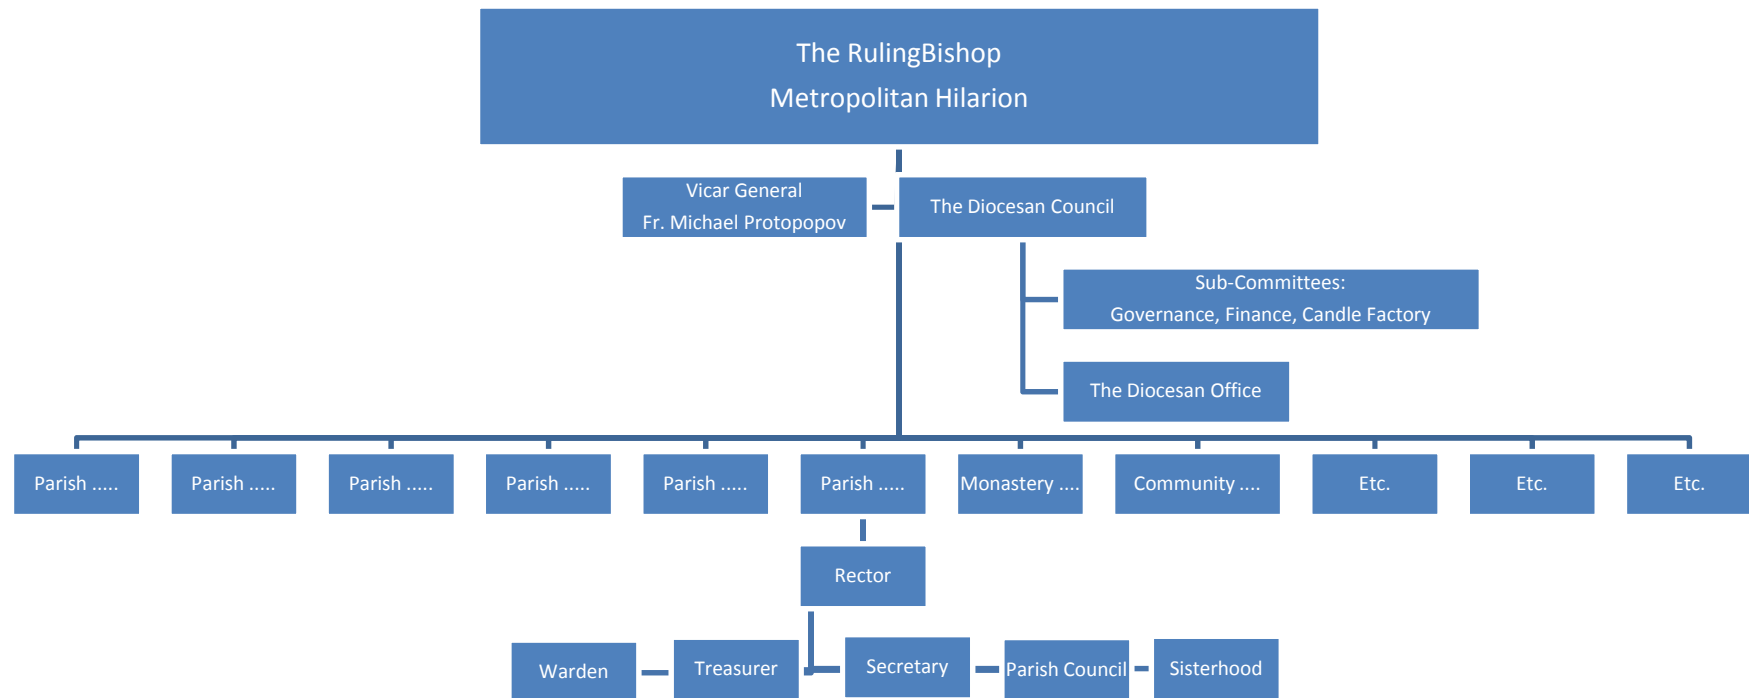 The RulingBishop
Metropolitan Hilarion
Vicar General
Fr. Michael Protopopov
The Diocesan Council
Sub-Committees:
Governance, Finance, Candle Factory
The Diocesan Office
Parish .....
Parish .....
Parish .....
Parish .....
Parish .....
Parish .....
Monastery ....
Community ....
Etc.
Etc.
Etc.
Rector
Warden
Treasurer
Secretary
Parish Council
Sisterhood